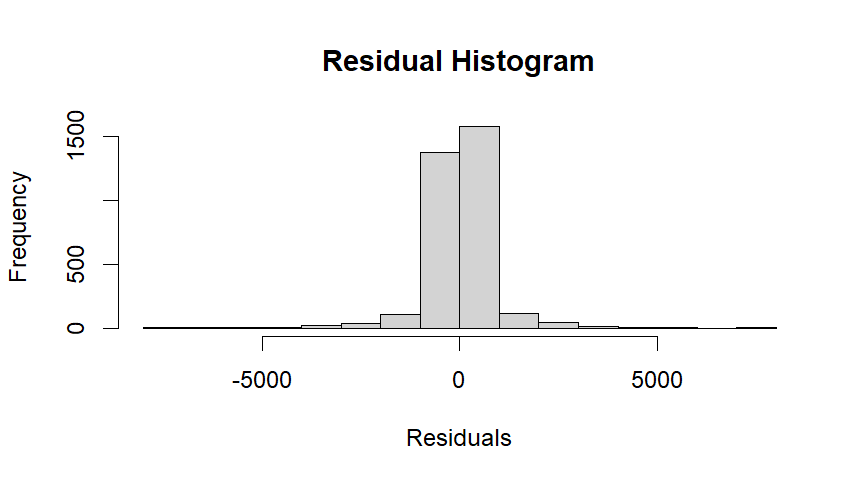 Residual Histogram
Frequency
1500
500
0
-5000
0
5000
Residuals